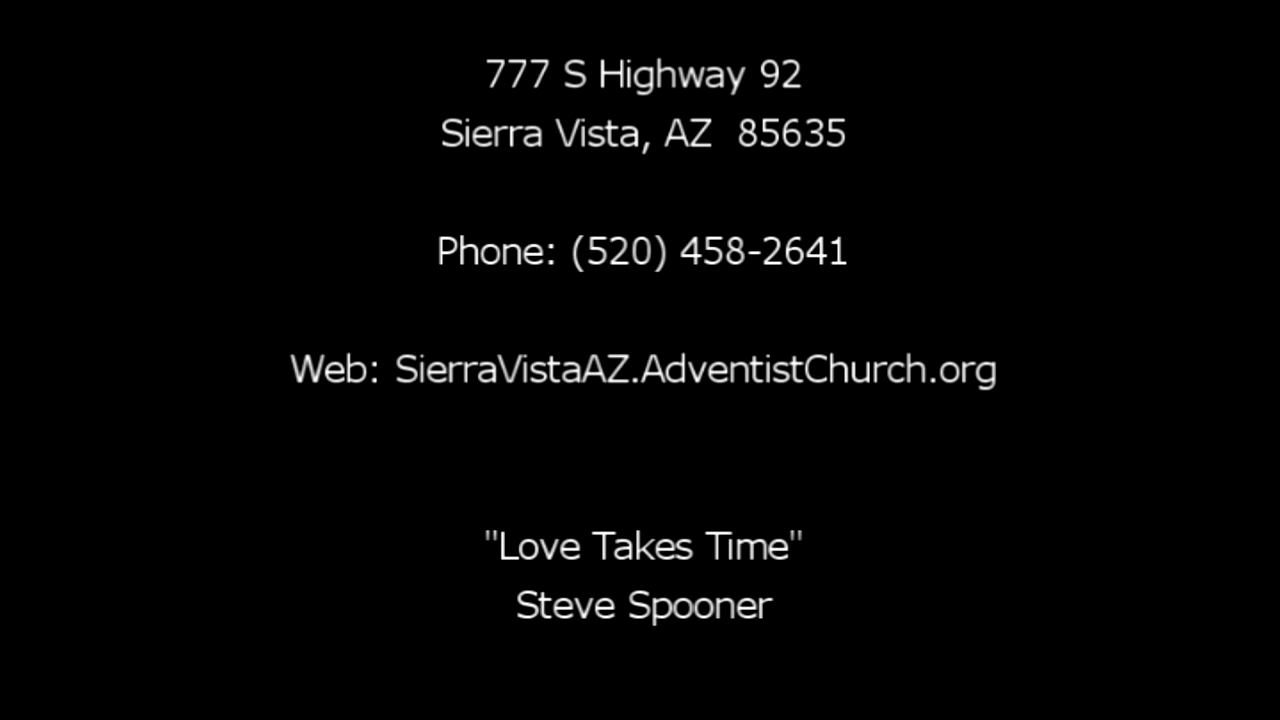 777 S Highway 92
Sierra Vista, AZ  85635
Phone: (520) 458-2641
Web: SierraVistaAZ.AdventistChurch.org
"Love Takes Time"
Steve Spooner